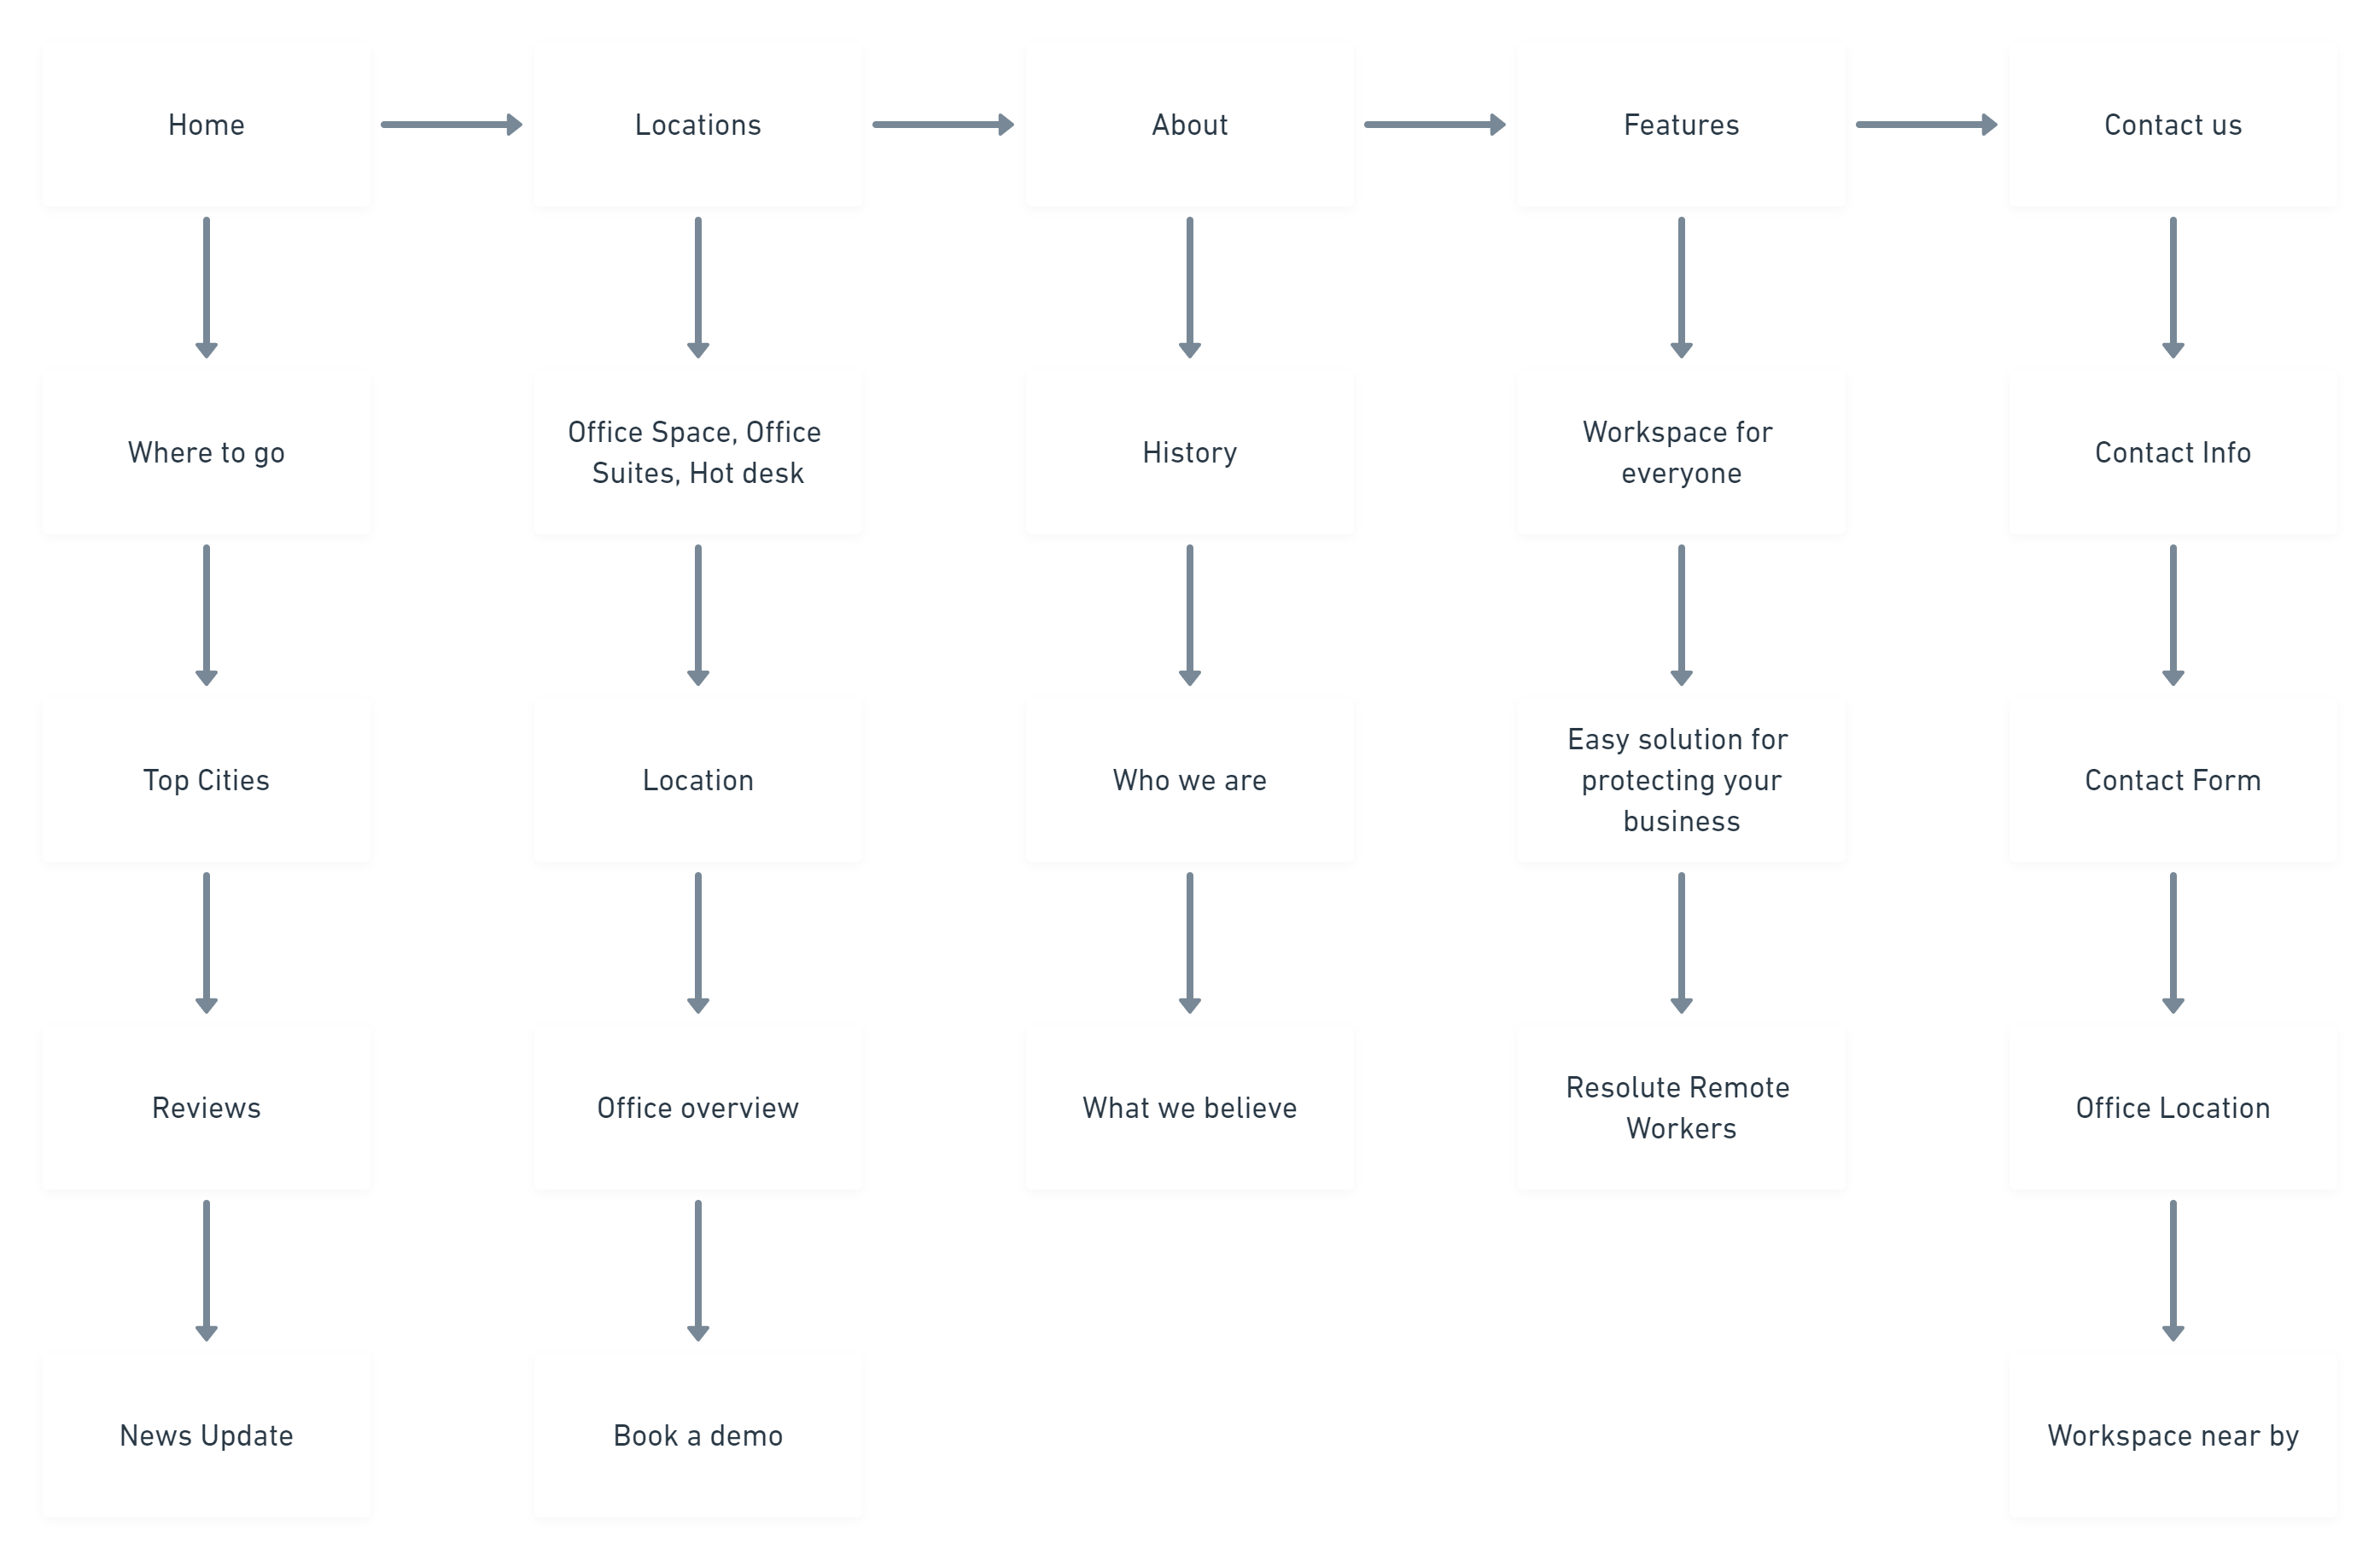 Home
Locations
About
Features
Contact us
Where to go
Office Space, Office
Suites, Hot desk
History
Workspace for
everyone
Contact Info
Top Cities
Location
Who we are
Easy solution for
protecting your
business
Contact Form
Reviews
Office overview
What we believe
Resolute Remote
Workers
Office Location
News Update
Book a demo
Workspace near by